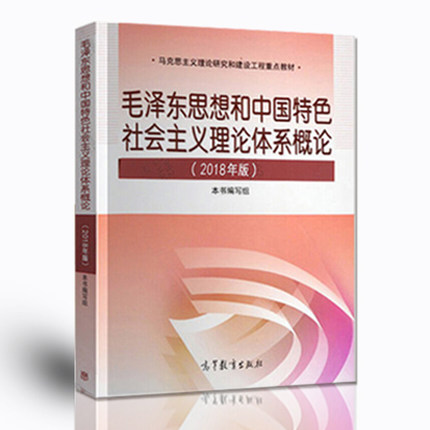 · 马克思主义理论研究和建设工程重点教材 ·
毛泽东思想和中国特色
社会主义理论体系概论
(2018年版)
本书编写组
高等教育出版社
毛泽东思想和中国特色社会主义理论体系概论
(2018年版)
本书编写组